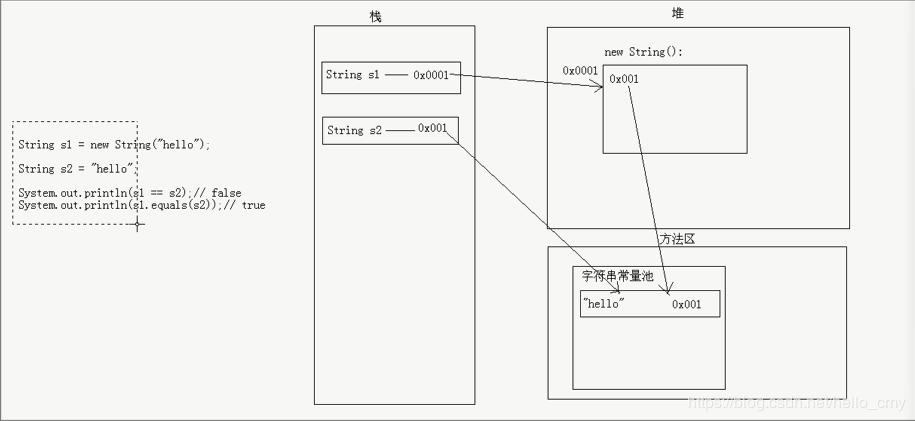 栈
堆
new String():
String s1 0x0001
0x0001
0x001
String s2 0x001
String s1 = new String("hello");
String s2 = "hello"
System.out.println(s1 == s2);// false
System.out.println(s1.equals(s2));// true
方法区
字符串常量池
"hello" 0x001
https://blog.csdn.net/hello_cmy